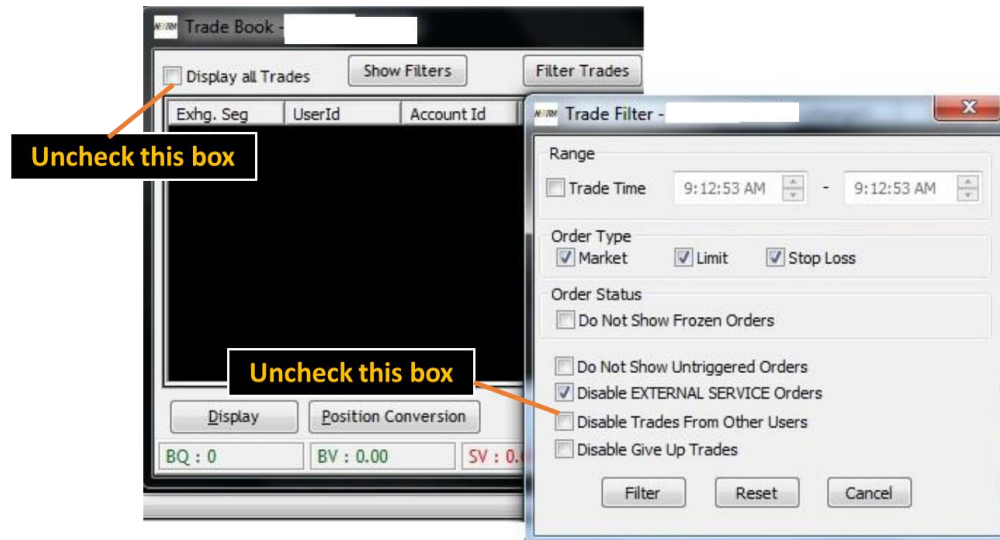 Trade Book -
Display all Trades
Show Filters
Filter Trades
Exhg. Seg
UserId
Account Id
Uncheck this box
Trade Filter -
Range
Trade Time
9:12:53 AM
-
9:12:53 AM
Order Type
Market
Limit
Stop Loss
Order Status
Do Not Show Frozen Orders
Do Not Show Untriggered Orders
Disable EXTERNAL SERVICE Orders
Disable Trades From Other Users
Disable Give Up Trades
Filter
Reset
Cancel
Uncheck this box
Display
Position Conversion
BQ : 0
BV : 0.00
SV : 0.